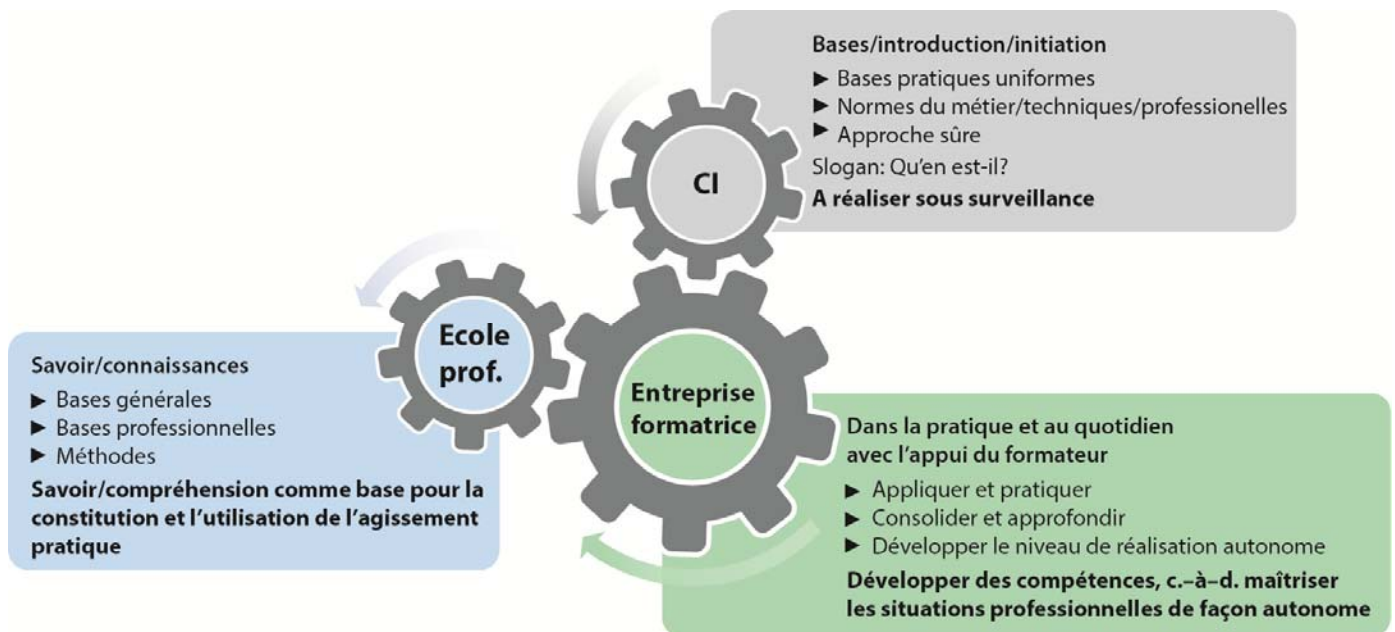 Bases/introduction/initiation
► Bases pratiques uniformes
► Normes du métier/techniques/professionelles
► Approche sûre
Slogan: Qu'en est-il?
A réaliser sous surveillance
CI
Ecole
prof.
Savoir/connaissances
► Bases générales
► Bases professionnelles
► Méthodes
Savoir/compréhension comme base pour la
constitution et l'utilisation de l'agissement
pratique
Entreprise
formatrice
Dans la pratique et au quotidien
avec l'appui du formateur
► Appliquer et pratiquer
► Consolider et approfondir
► Développer le niveau de réalisation autonome
Développer des compétences, c.–à–d. maîtriser
les situations professionnelles de façon autonome